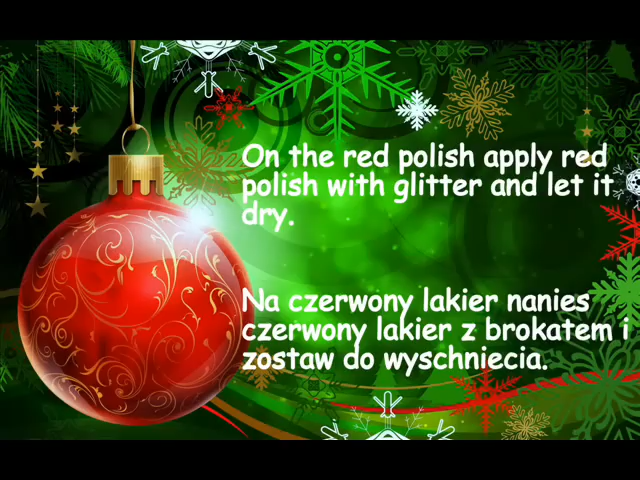 On the red polish apply red
polish with glitter and let it
dry.
Na czerwony lakier nanies
czerwony lakier z brokatem i
zostaw do wyschniecia.